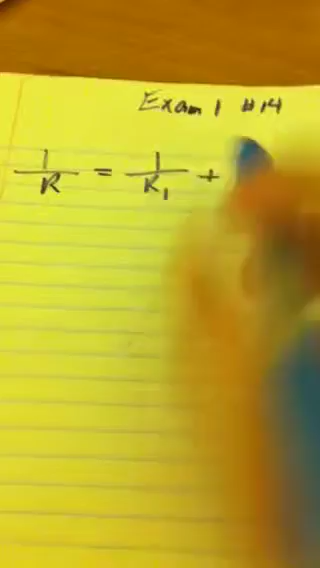 Exam 1 #14
1/R = 1/R₁ +